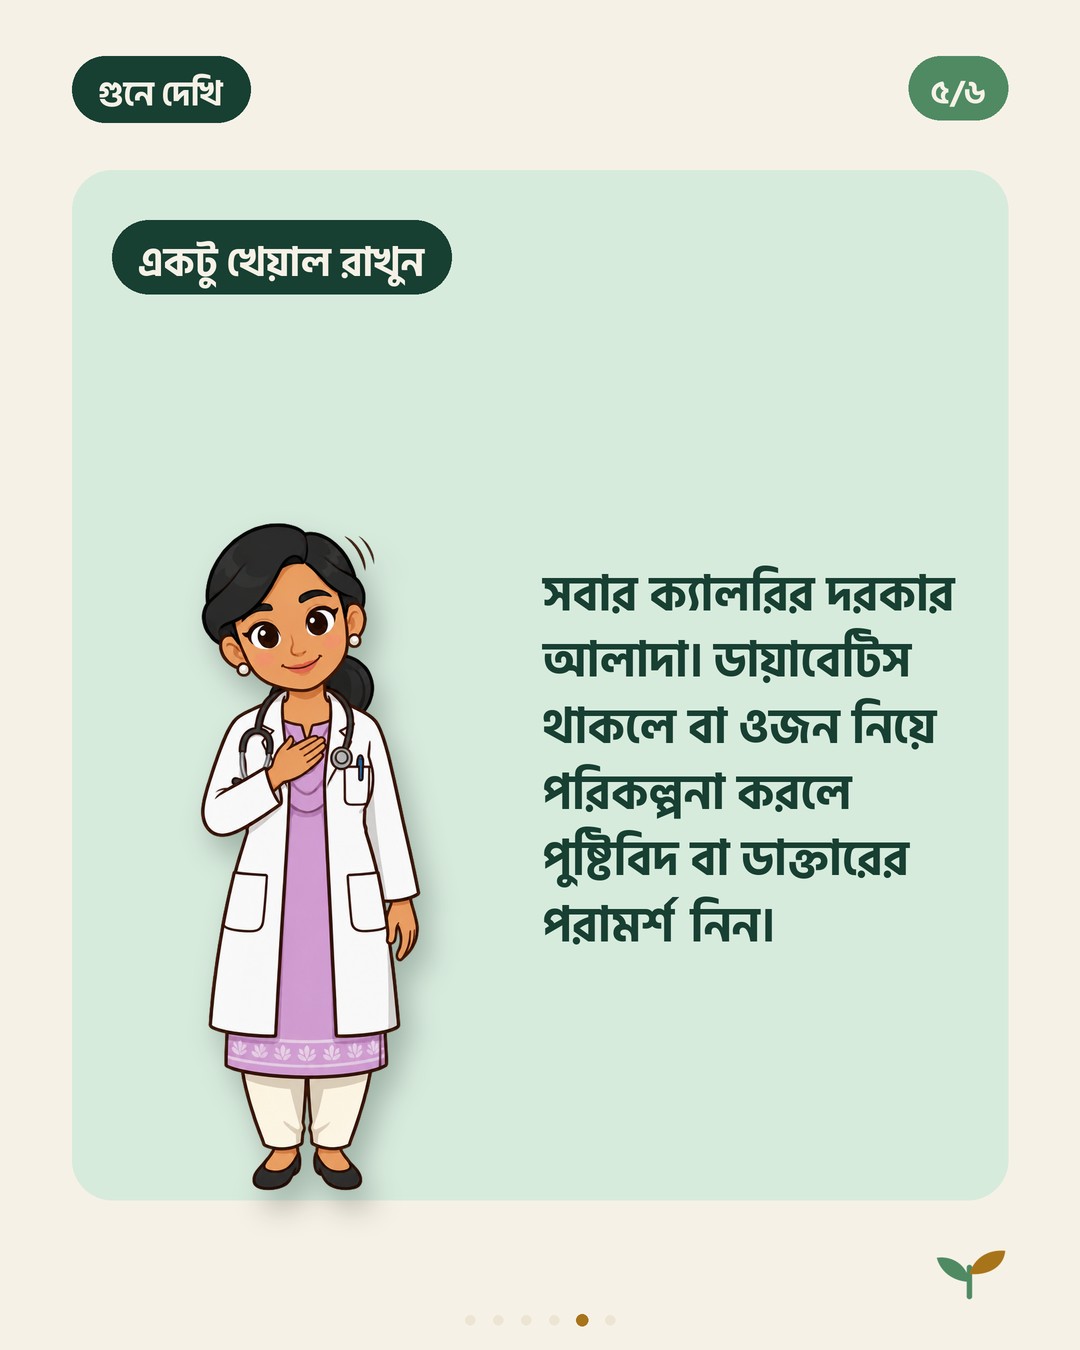 গুনে দেখি
৫/৬
একটু খেয়াল রাখুন
সবার ক্যালরির দরকার
আলাদা। ডায়াবেটিস
থাকলে বা ওজন নিয়ে
পরিকল্পনা করলে
পুষ্টিবিদ বা ডাক্তারের
পরামর্শ নিন।